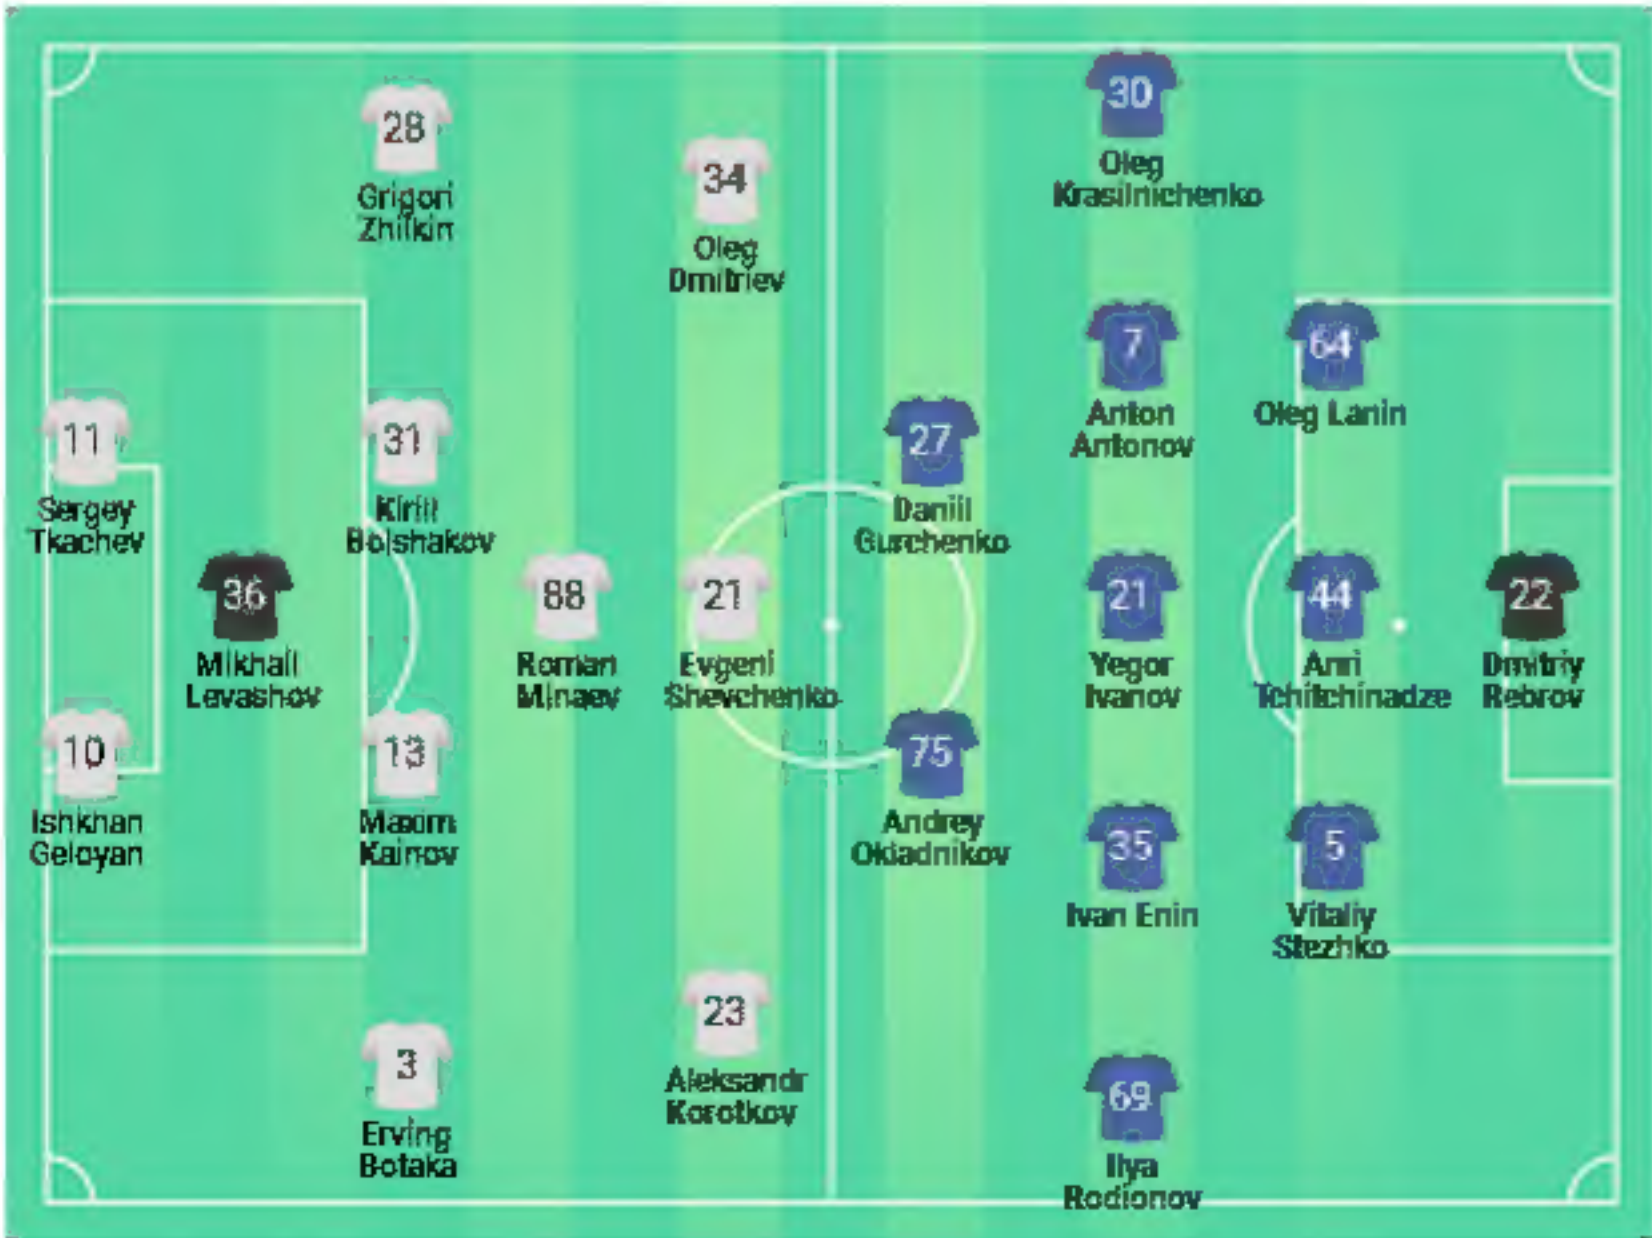 28
Grigori
Zhilkin
34
Oleg
Dmitriev
11
Sergey
Tkachev
31
Kirill
Bolshakov
36
Mikhail
Levashov
88
Roman
Minaev
21
Evgeni
Shevchenko
10
Ishkhan
Geloyan
13
Maxim
Kainov
3
Erving
Botaka
23
Aleksandr
Korotkov
30
Oleg
Krasilnichenko
7
Anton
Antonov
64
Oleg Lanin
27
Daniil
Gurchenko
21
Yegor
Ivanov
44
Anri
Tchitchinadze
22
Dmitriy
Rebrov
75
Andrey
Okladnikov
35
Ivan Enin
5
Vitaliy
Stezhko
69
Ilya
Rodionov